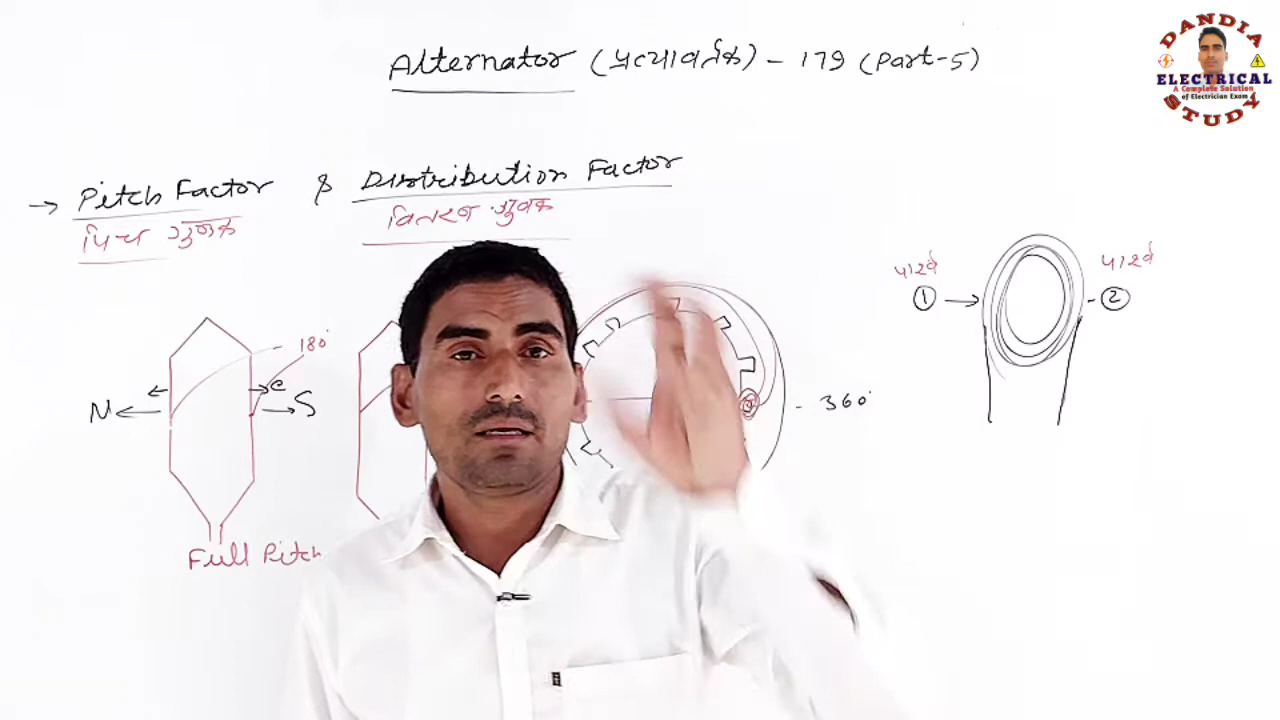 Alternator (प्रत्यावर्तक) - 179 (Part-5)
DANDIA
ELECTRICAL
A Complete Solution
of Electrician Exam
STUDY
→ Pitch Factor & Distribution Factor
पिच गुणक वितरण गुणक
पार्श्व पार्श्व
① → - ②
180°
N e S
- 360°
Full Pitch